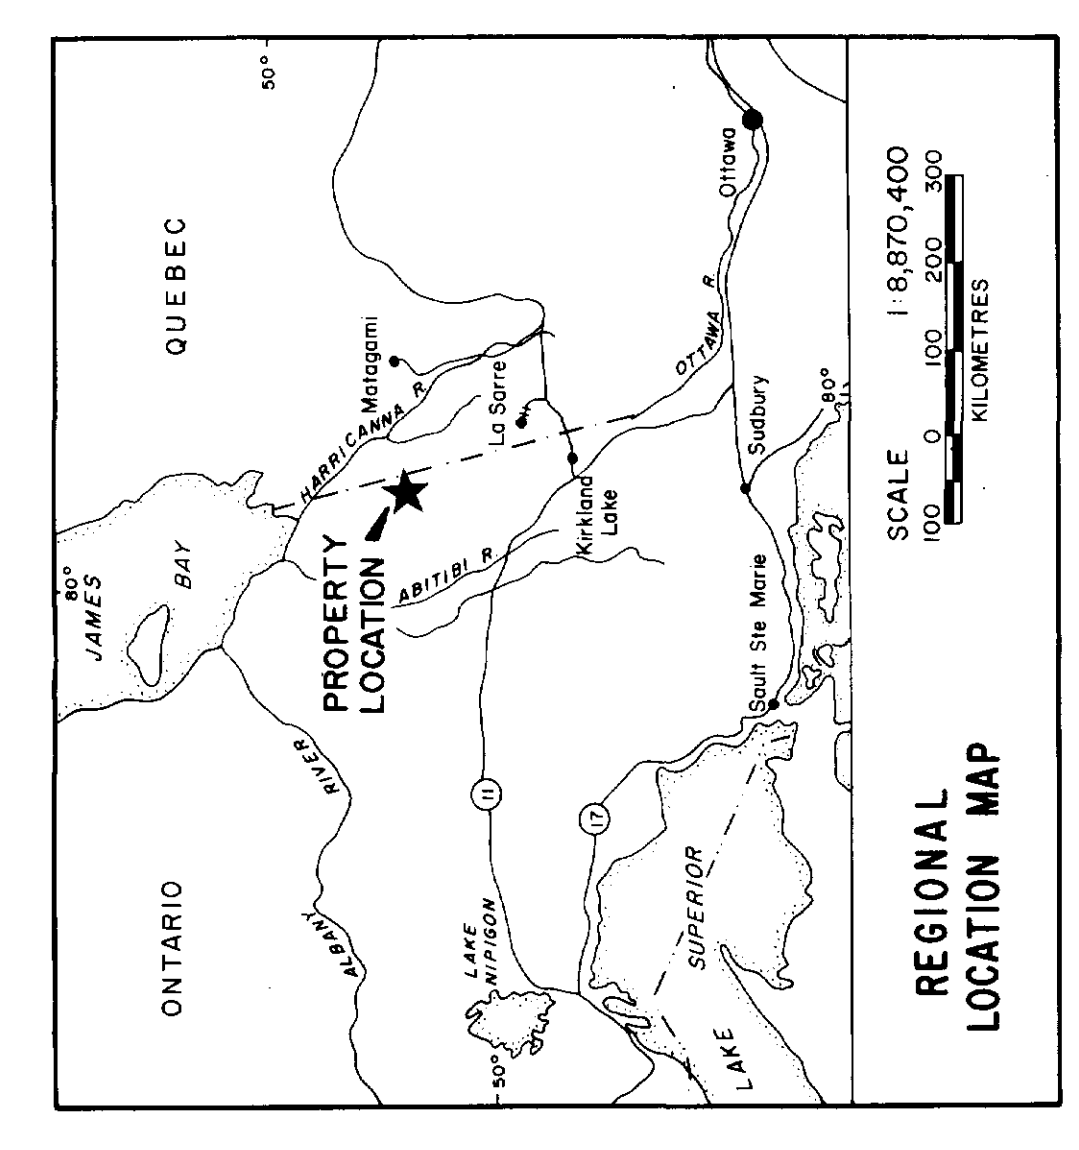 80°
50°
ONTARIO
QUEBEC
JAMES
BAY
ALBANY
RIVER
HARRICANNA R.
Matagami
PROPERTY
LOCATION
ABITIBI R.
La Sarre
LAKE
NIPIGON
50°
11
Kirkland
Lake
17
OTTAWA R.
Ottawa
LAKE
SUPERIOR
Sault Ste Marie
Sudbury
80°
REGIONAL
LOCATION MAP
SCALE 1:8,870,400
100 0 100 200 300
KILOMETRES